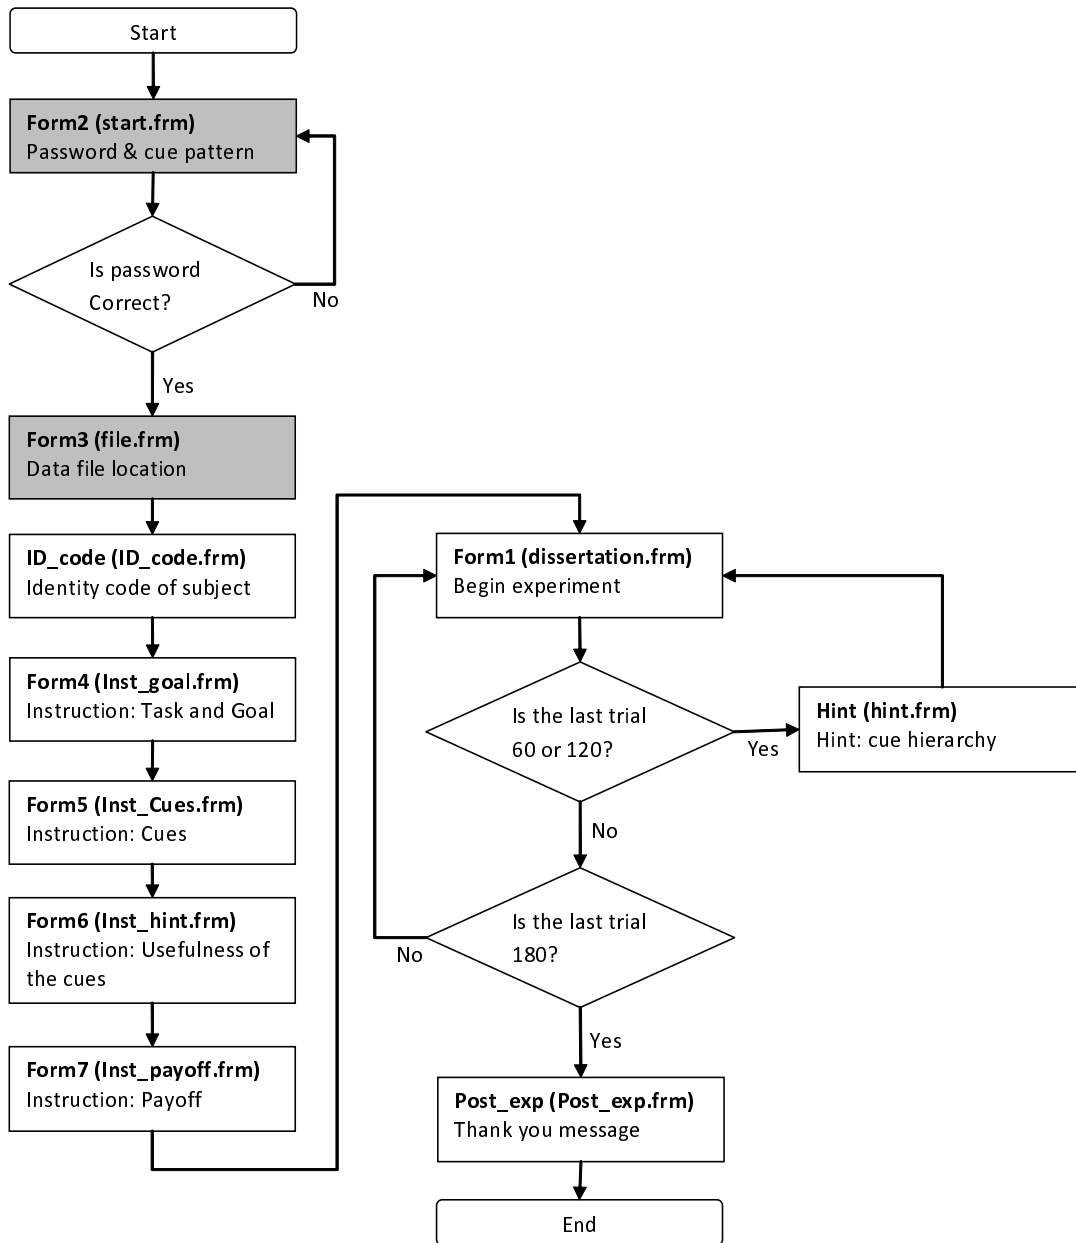 Start
Form2 (start.frm)
Password & cue pattern
Is password
Correct?
No
Yes
Form3 (file.frm)
Data file location
ID_code (ID_code.frm)
Identity code of subject
Form4 (Inst_goal.frm)
Instruction: Task and Goal
Form5 (Inst_Cues.frm)
Instruction: Cues
Form6 (Inst_hint.frm)
Instruction: Usefulness of
the cues
Form7 (Inst_payoff.frm)
Instruction: Payoff
Form1 (dissertation.frm)
Begin experiment
Is the last trial
60 or 120?
Yes
Hint (hint.frm)
Hint: cue hierarchy
No
Is the last trial
180?
No
Yes
Post_exp (Post_exp.frm)
Thank you message
End